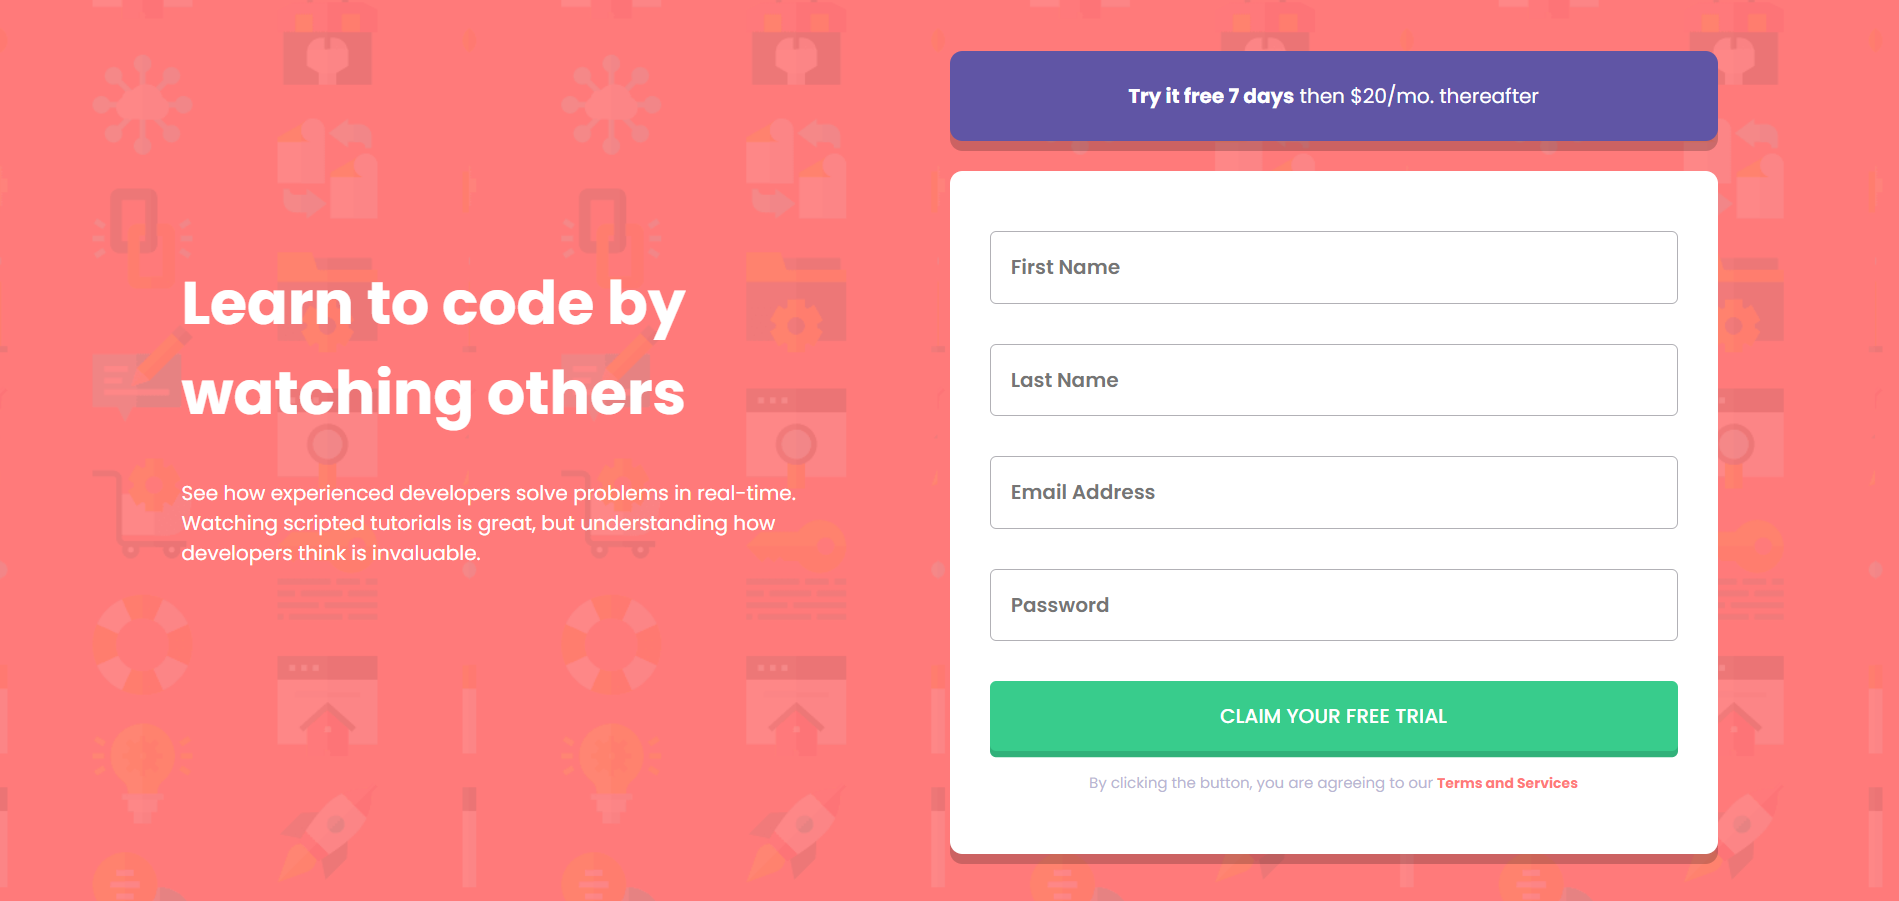 Learn to code by
watching others
See how experienced developers solve problems in real-time.
Watching scripted tutorials is great, but understanding how
developers think is invaluable.
Try it free 7 days then $20/mo. thereafter
First Name
Last Name
Email Address
Password
CLAIM YOUR FREE TRIAL
By clicking the button, you are agreeing to our Terms and Services